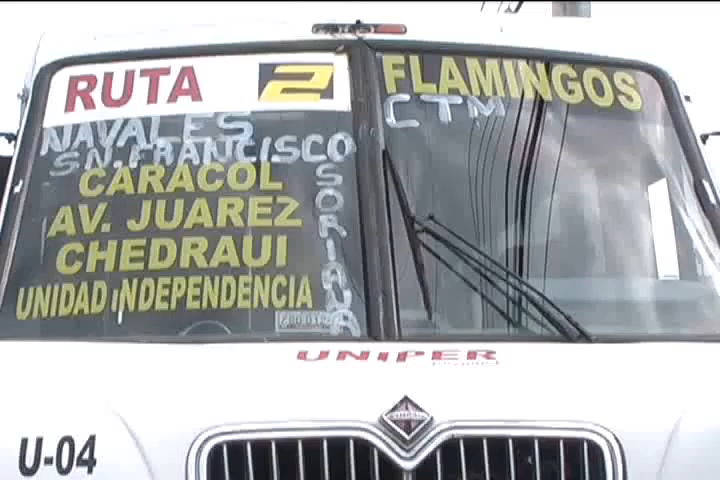 RUTA 2
FLAMINGOS
NAVALES
CTM
SN. FRANCISCO
CARACOL
AV. JUAREZ
CHEDRAUI
UNIDAD INDEPENDENCIA
SORIANA
UNIPER
U-04